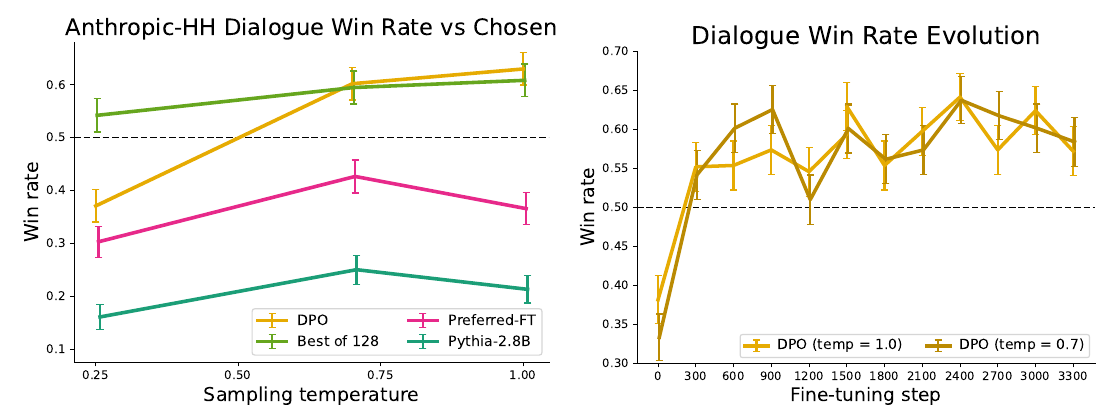 Anthropic-HH Dialogue Win Rate vs Chosen
Win rate
0.6
0.5
0.4
0.3
0.2
0.1
0.25
0.50
0.75
1.00
Sampling temperature
DPO
Best of 128
Preferred-FT
Pythia-2.8B
Dialogue Win Rate Evolution
Win rate
0.70
0.65
0.60
0.55
0.50
0.45
0.40
0.35
0.30
0 300 600 900 1200 1500 1800 2100 2400 2700 3000 3300
Fine-tuning step
DPO (temp = 1.0)
DPO (temp = 0.7)